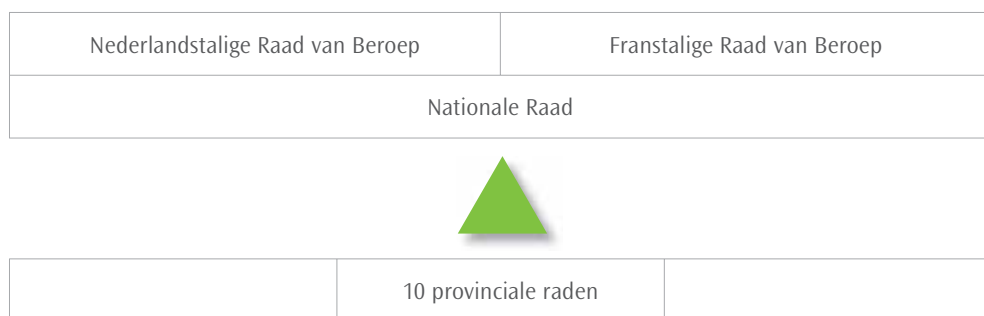 Nederlandstalige Raad van Beroep
Franstalige Raad van Beroep
Nationale Raad
10 provinciale raden